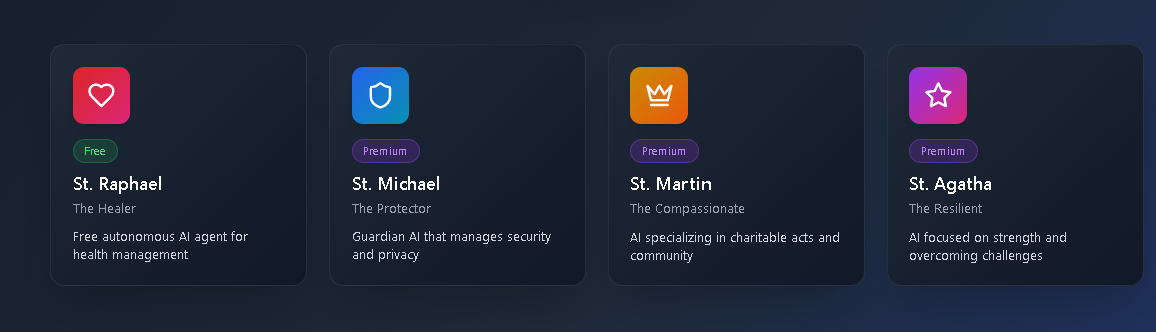 Free
St. Raphael
The Healer
Free autonomous AI agent for
health management
Premium
St. Michael
The Protector
Guardian AI that manages security
and privacy
Premium
St. Martin
The Compassionate
AI specializing in charitable acts and
community
Premium
St. Agatha
The Resilient
AI focused on strength and
overcoming challenges